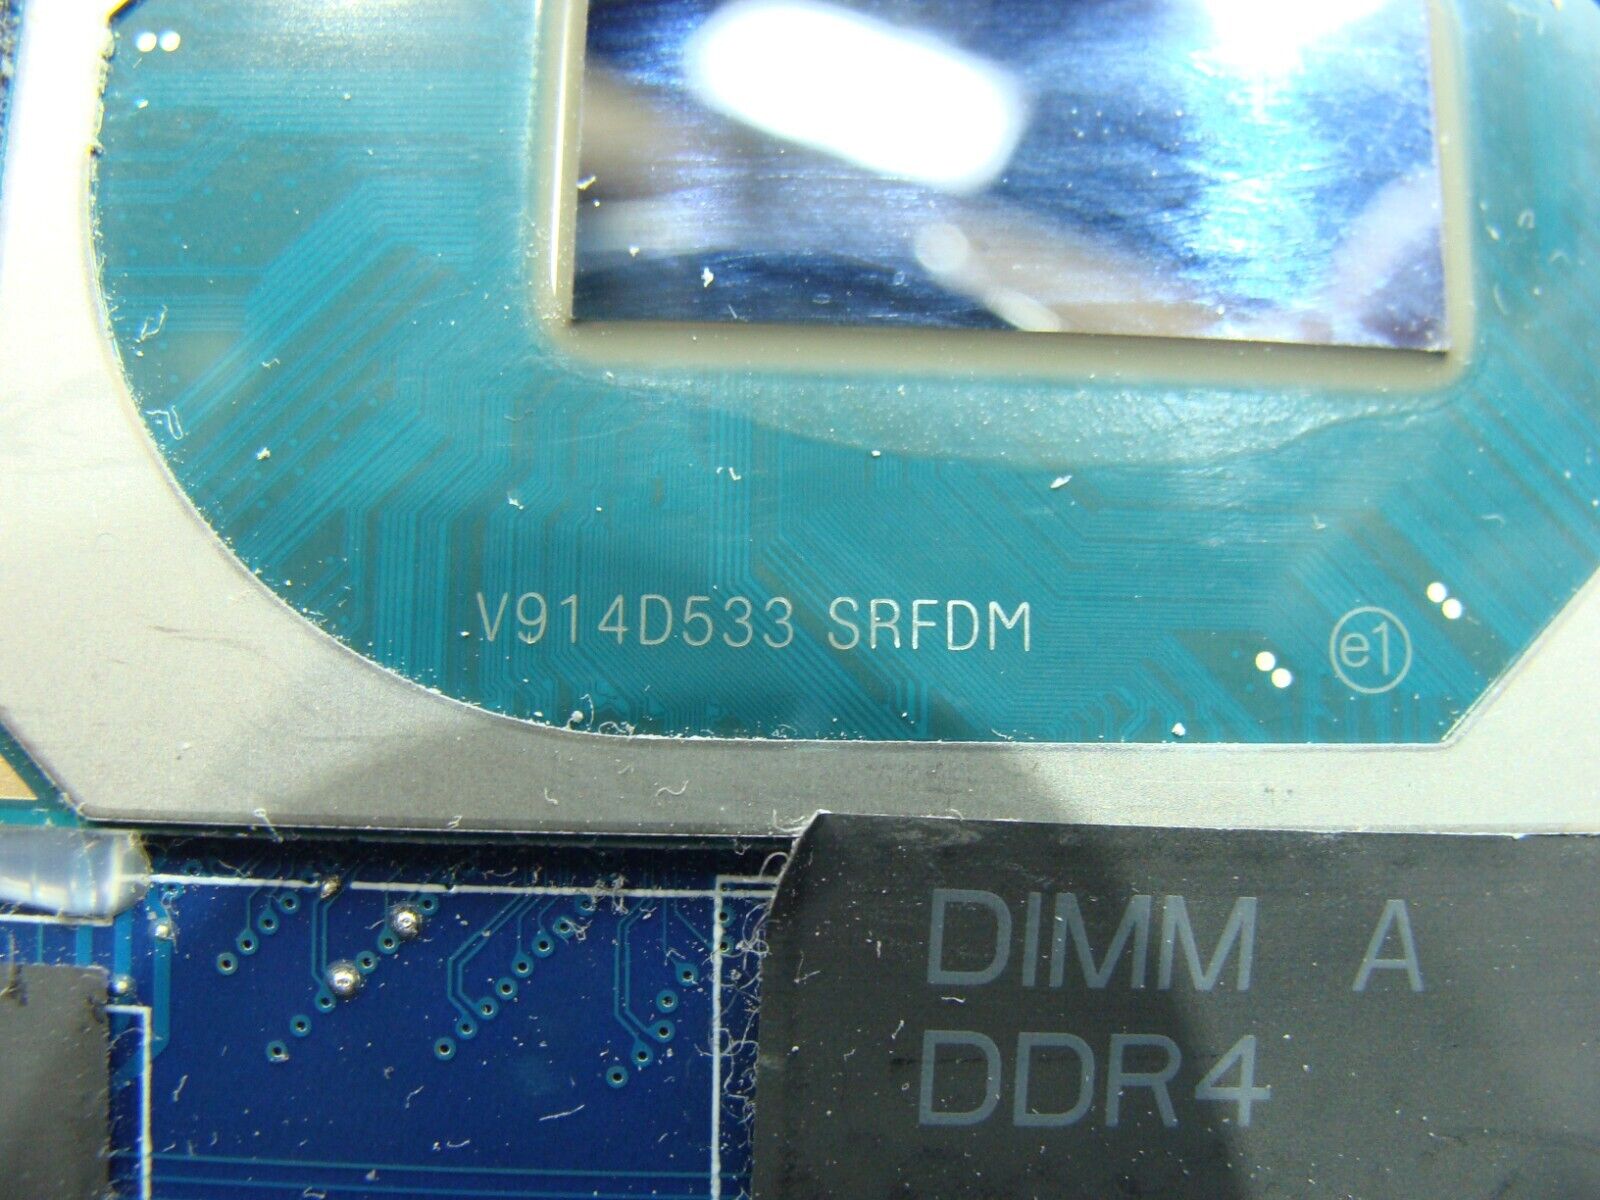 V914D533 SRFDM
e1
DIMM A
DDR4